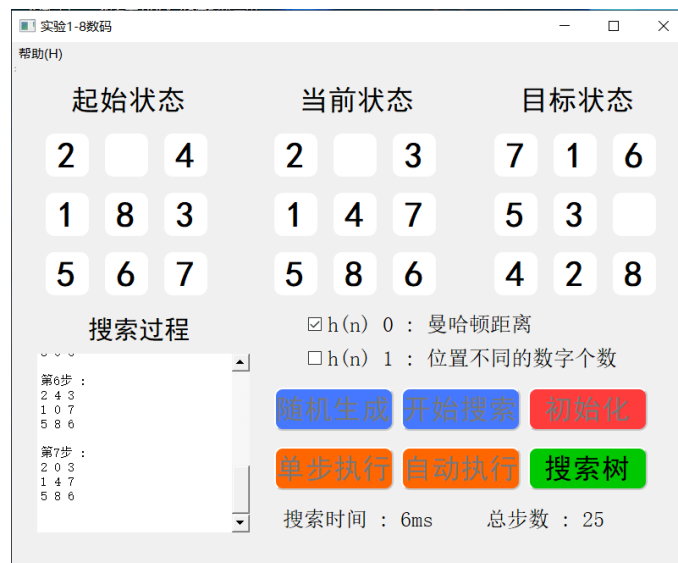 实验1-8数码
帮助(H)
起始状态 当前状态 目标状态
2 4 2 3 7 1 6
1 8 3 1 4 7 5 3
5 6 7 5 8 6 4 2 8
搜索过程
h(n) 0 : 曼哈顿距离
h(n) 1 : 位置不同的数字个数
第6步 :
2 4 3
1 0 7
5 8 6
第7步 :
2 0 3
1 4 7
5 8 6
随机生成 开始搜索 初始化
单步执行 自动执行 搜索树
搜索时间 : 6ms 总步数 : 25